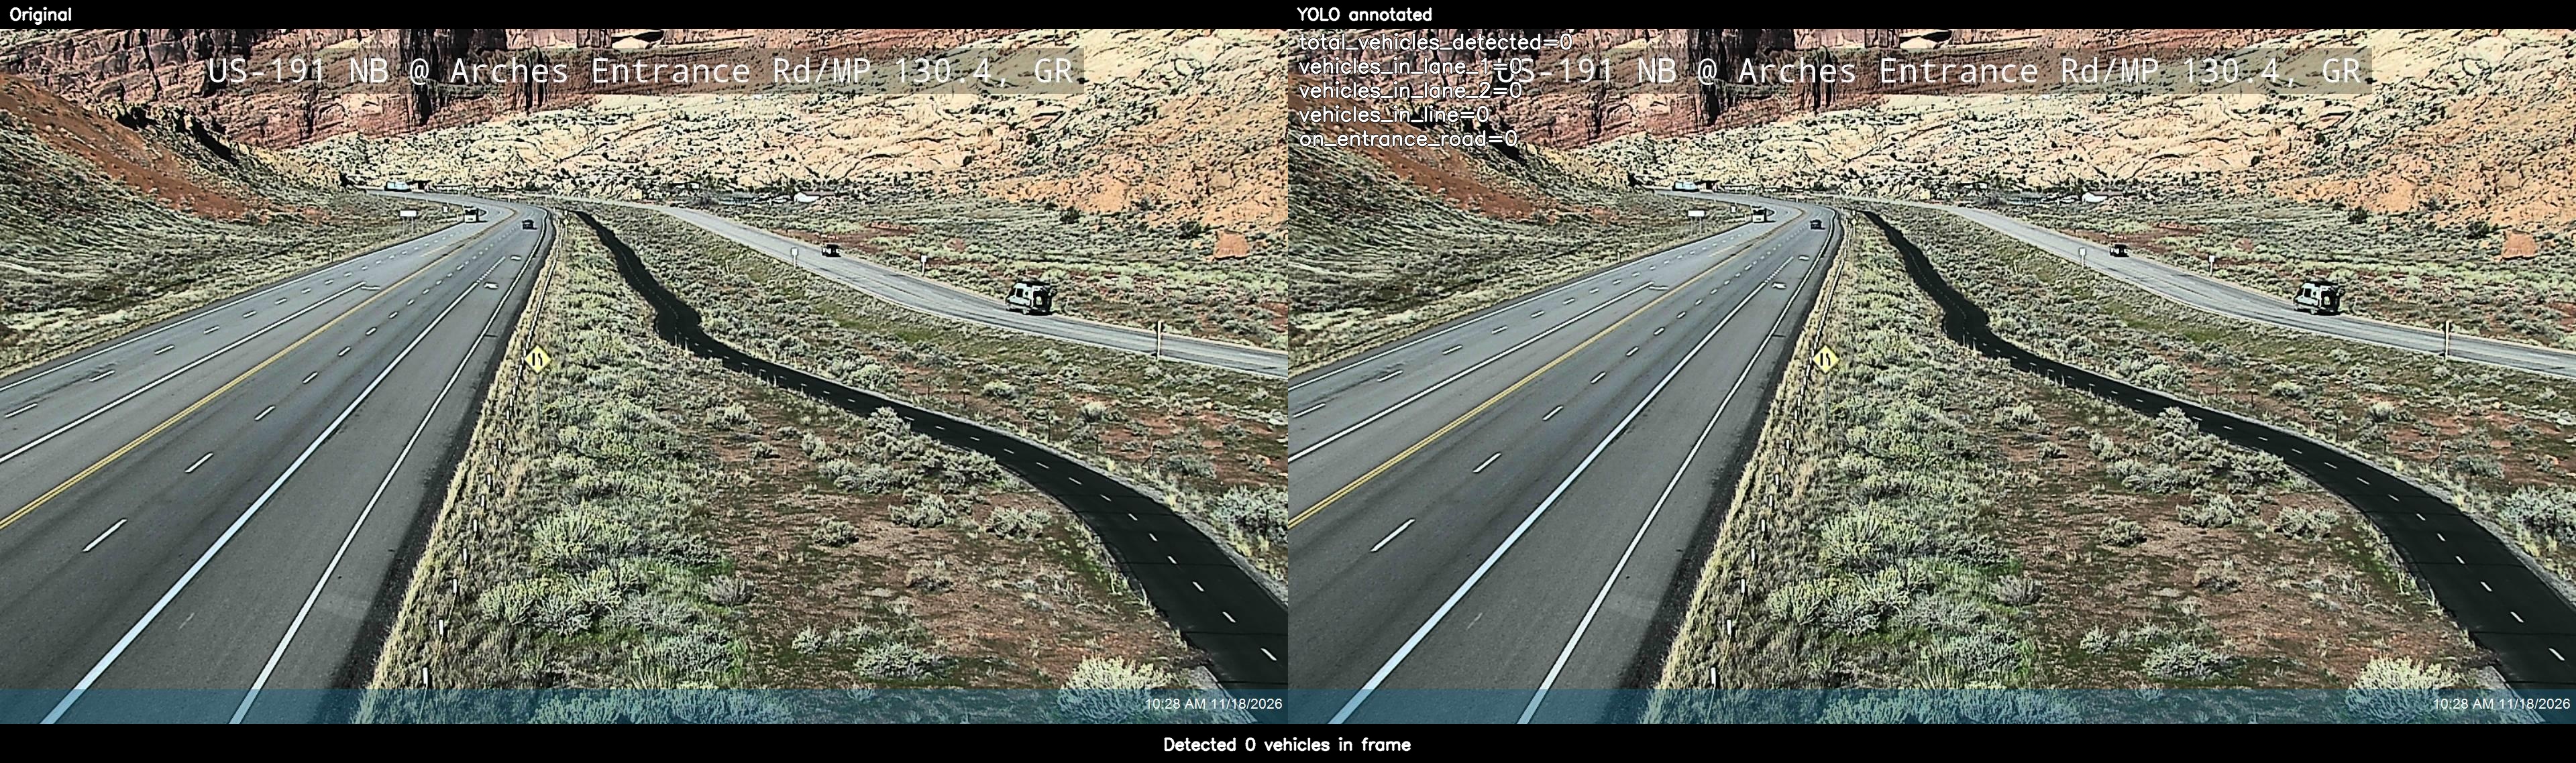 Original
US-191 NB @ Arches Entrance Rd/MP 130.4, GR
10:28 AM 11/18/2026
YOLO annotated
total_vehicles_detected=0
vehicles_in_lane_1=0
US-191 NB @ Arches Entrance Rd/MP 130.4, GR
vehicles_in_lane_2=0
vehicles_in_line=0
on_entrance_road=0
10:28 AM 11/18/2026
Detected 0 vehicles in frame